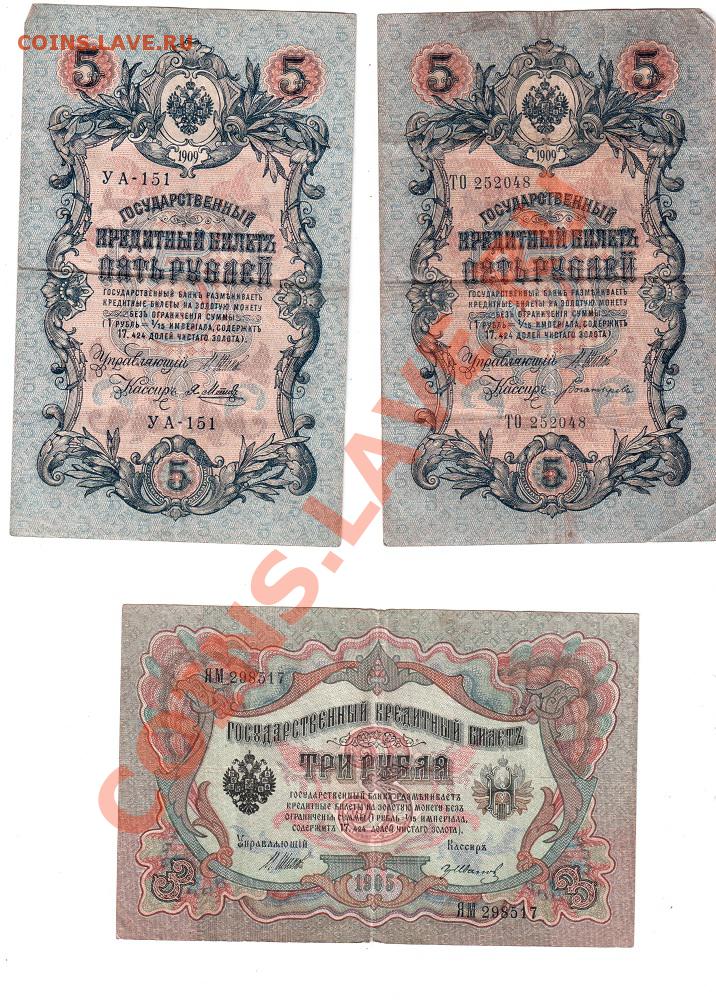 COINS.LAVE.RU
5 5
1909
УА-151
ГОСУДАРСТВЕННЫЙ
КРЕДИТНЫЙ БИЛЕТЪ
ПЯТЬ РУБЛЕЙ
ГОСУДАРСТВЕННЫЙ БАНКЪ РАЗМѢНИВАЕТЪ
КРЕДИТНЫЕ БИЛЕТЫ НА ЗОЛОТУЮ МОНЕТУ
БЕЗЪ ОГРАНИЧЕНІЯ СУММЫ
(1 РУБЛЬ = 1/15 ИМПЕРІАЛА, СОДЕРЖИТЪ
17,424 ДОЛЕЙ ЧИСТАГО ЗОЛОТА).
Управляющій
Кассиръ
УА-151
5
5 5
1909
ТО 252048
ГОСУДАРСТВЕННЫЙ
КРЕДИТНЫЙ БИЛЕТЪ
ПЯТЬ РУБЛЕЙ
ГОСУДАРСТВЕННЫЙ БАНКЪ РАЗМѢНИВАЕТЪ
КРЕДИТНЫЕ БИЛЕТЫ НА ЗОЛОТУЮ МОНЕТУ
БЕЗЪ ОГРАНИЧЕНІЯ СУММЫ
(1 РУБЛЬ = 1/15 ИМПЕРІАЛА, СОДЕРЖИТЪ
17,424 ДОЛЕЙ ЧИСТАГО ЗОЛОТА).
Управляющій
Кассиръ
ТО 252048
5
COINS.LAVE.RU
ЯМ 298517
ГОСУДАРСТВЕННЫЙ КРЕДИТНЫЙ БИЛЕТЪ
ТРИ РУБЛЯ
ГОСУДАРСТВЕННЫЙ БАНКЪ РАЗМѢНИВАЕТЪ
КРЕДИТНЫЕ БИЛЕТЫ НА ЗОЛОТУЮ МОНЕТУ БЕЗЪ
ОГРАНИЧЕНІЯ СУММЫ (1 РУБЛЬ = 1/15 ИМПЕРІАЛА,
СОДЕРЖИТЪ 17,424 ДОЛЕЙ ЧИСТАГО ЗОЛОТА).
Управляющій Кассиръ
3 1905 3
ЯМ 298517